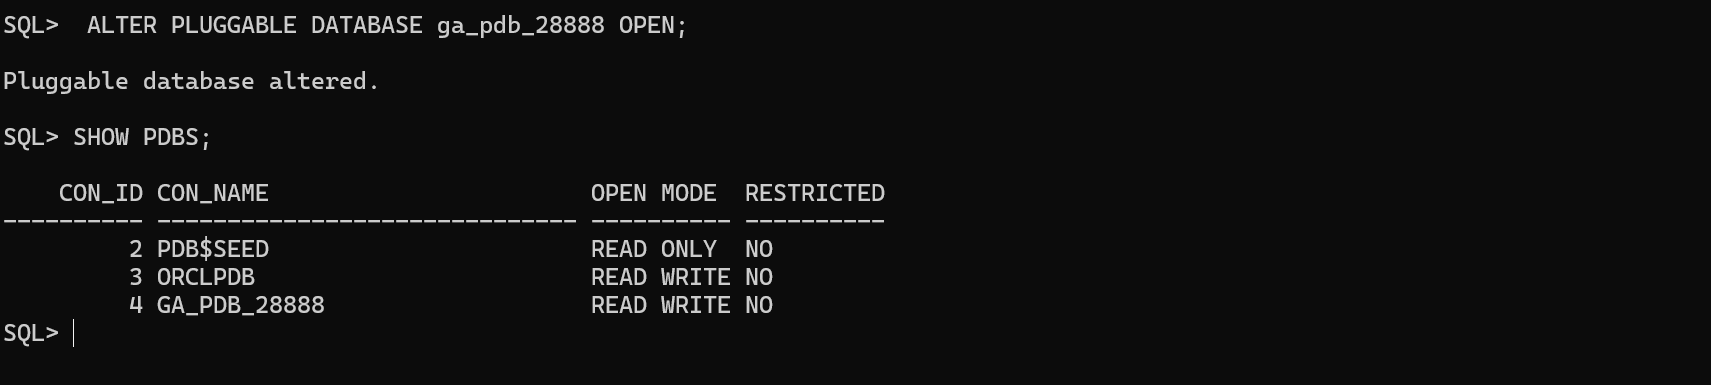 SQL>  ALTER PLUGGABLE DATABASE ga_pdb_28888 OPEN;
Pluggable database altered.
SQL> SHOW PDBS;
    CON_ID CON_NAME                       OPEN MODE  RESTRICTED
---------- ------------------------------ ---------- ----------
         2 PDB$SEED                       READ ONLY  NO
         3 ORCLPDB                        READ WRITE NO
         4 GA_PDB_28888                   READ WRITE NO
SQL>